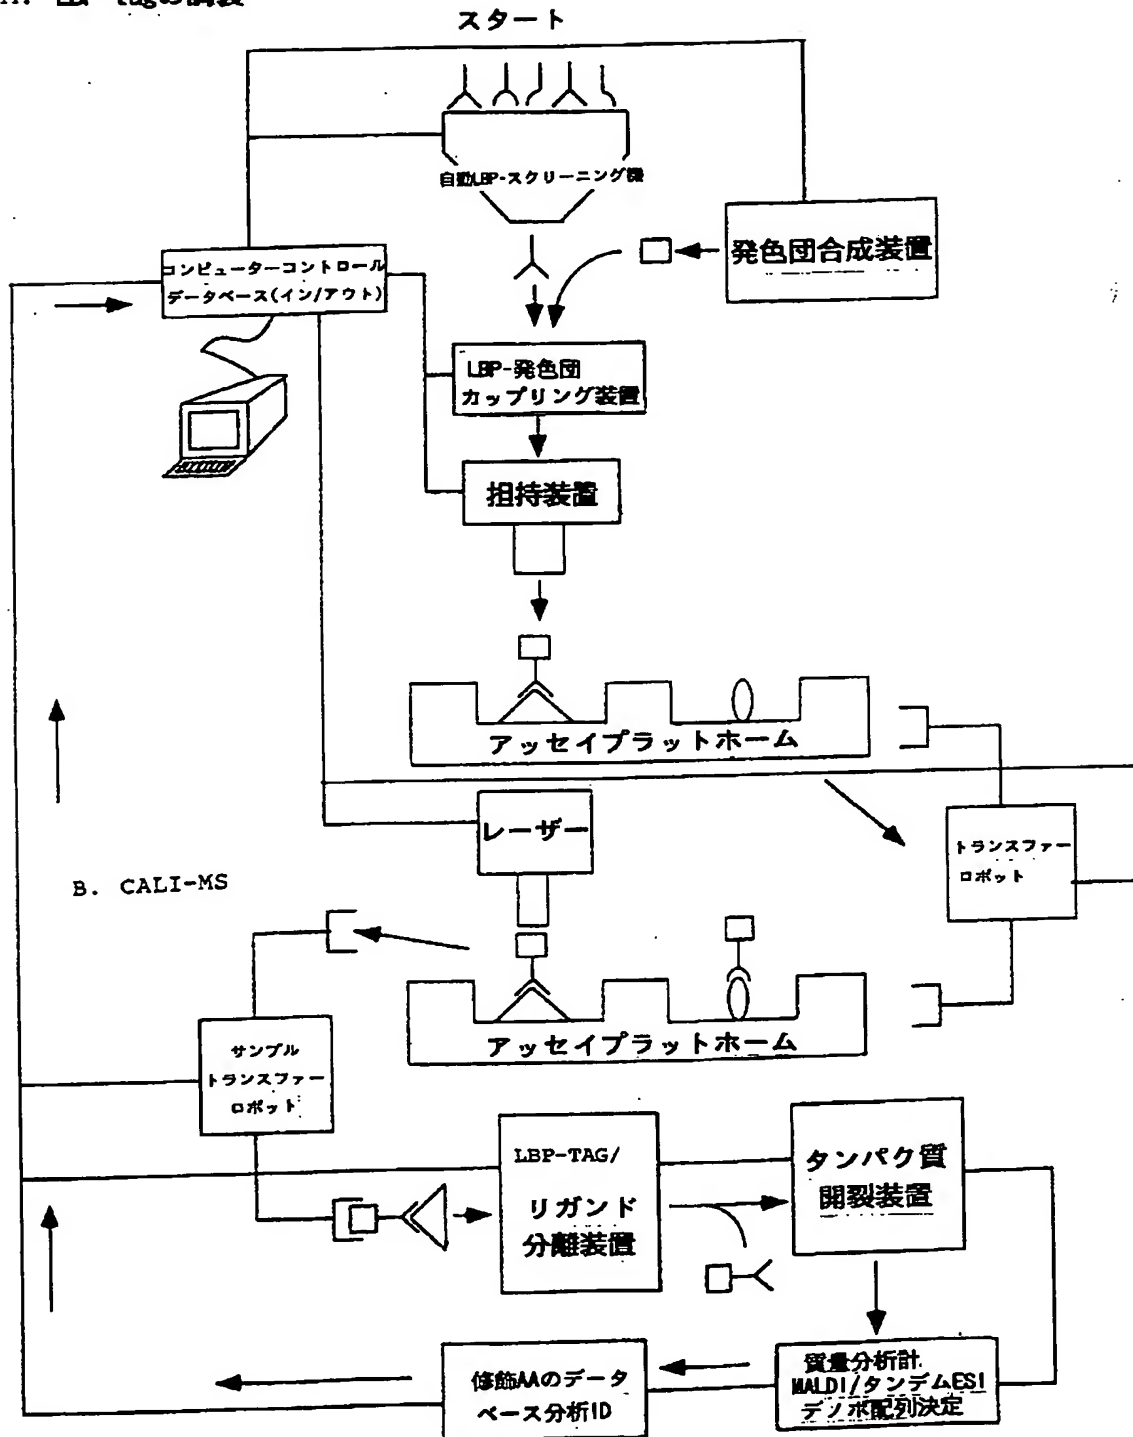 tagの調製
スタート
自動LBP-スクリーニング機
発色団合成装置
コンピューターコントロール
データベース(イン/アウト)
LBP-発色団
カップリング装置
担持装置
アッセイプラットホーム
レーザー
トランスファー
ロボット
B. CALI-MS
アッセイプラットホーム
サンプル
トランスファー
ロボット
LBP-TAG/
リガンド
分離装置
タンパク質
開裂装置
質量分析計
MALDI/タンデムESI
デノボ配列決定
修飾AAのデータ
ベース分析ID